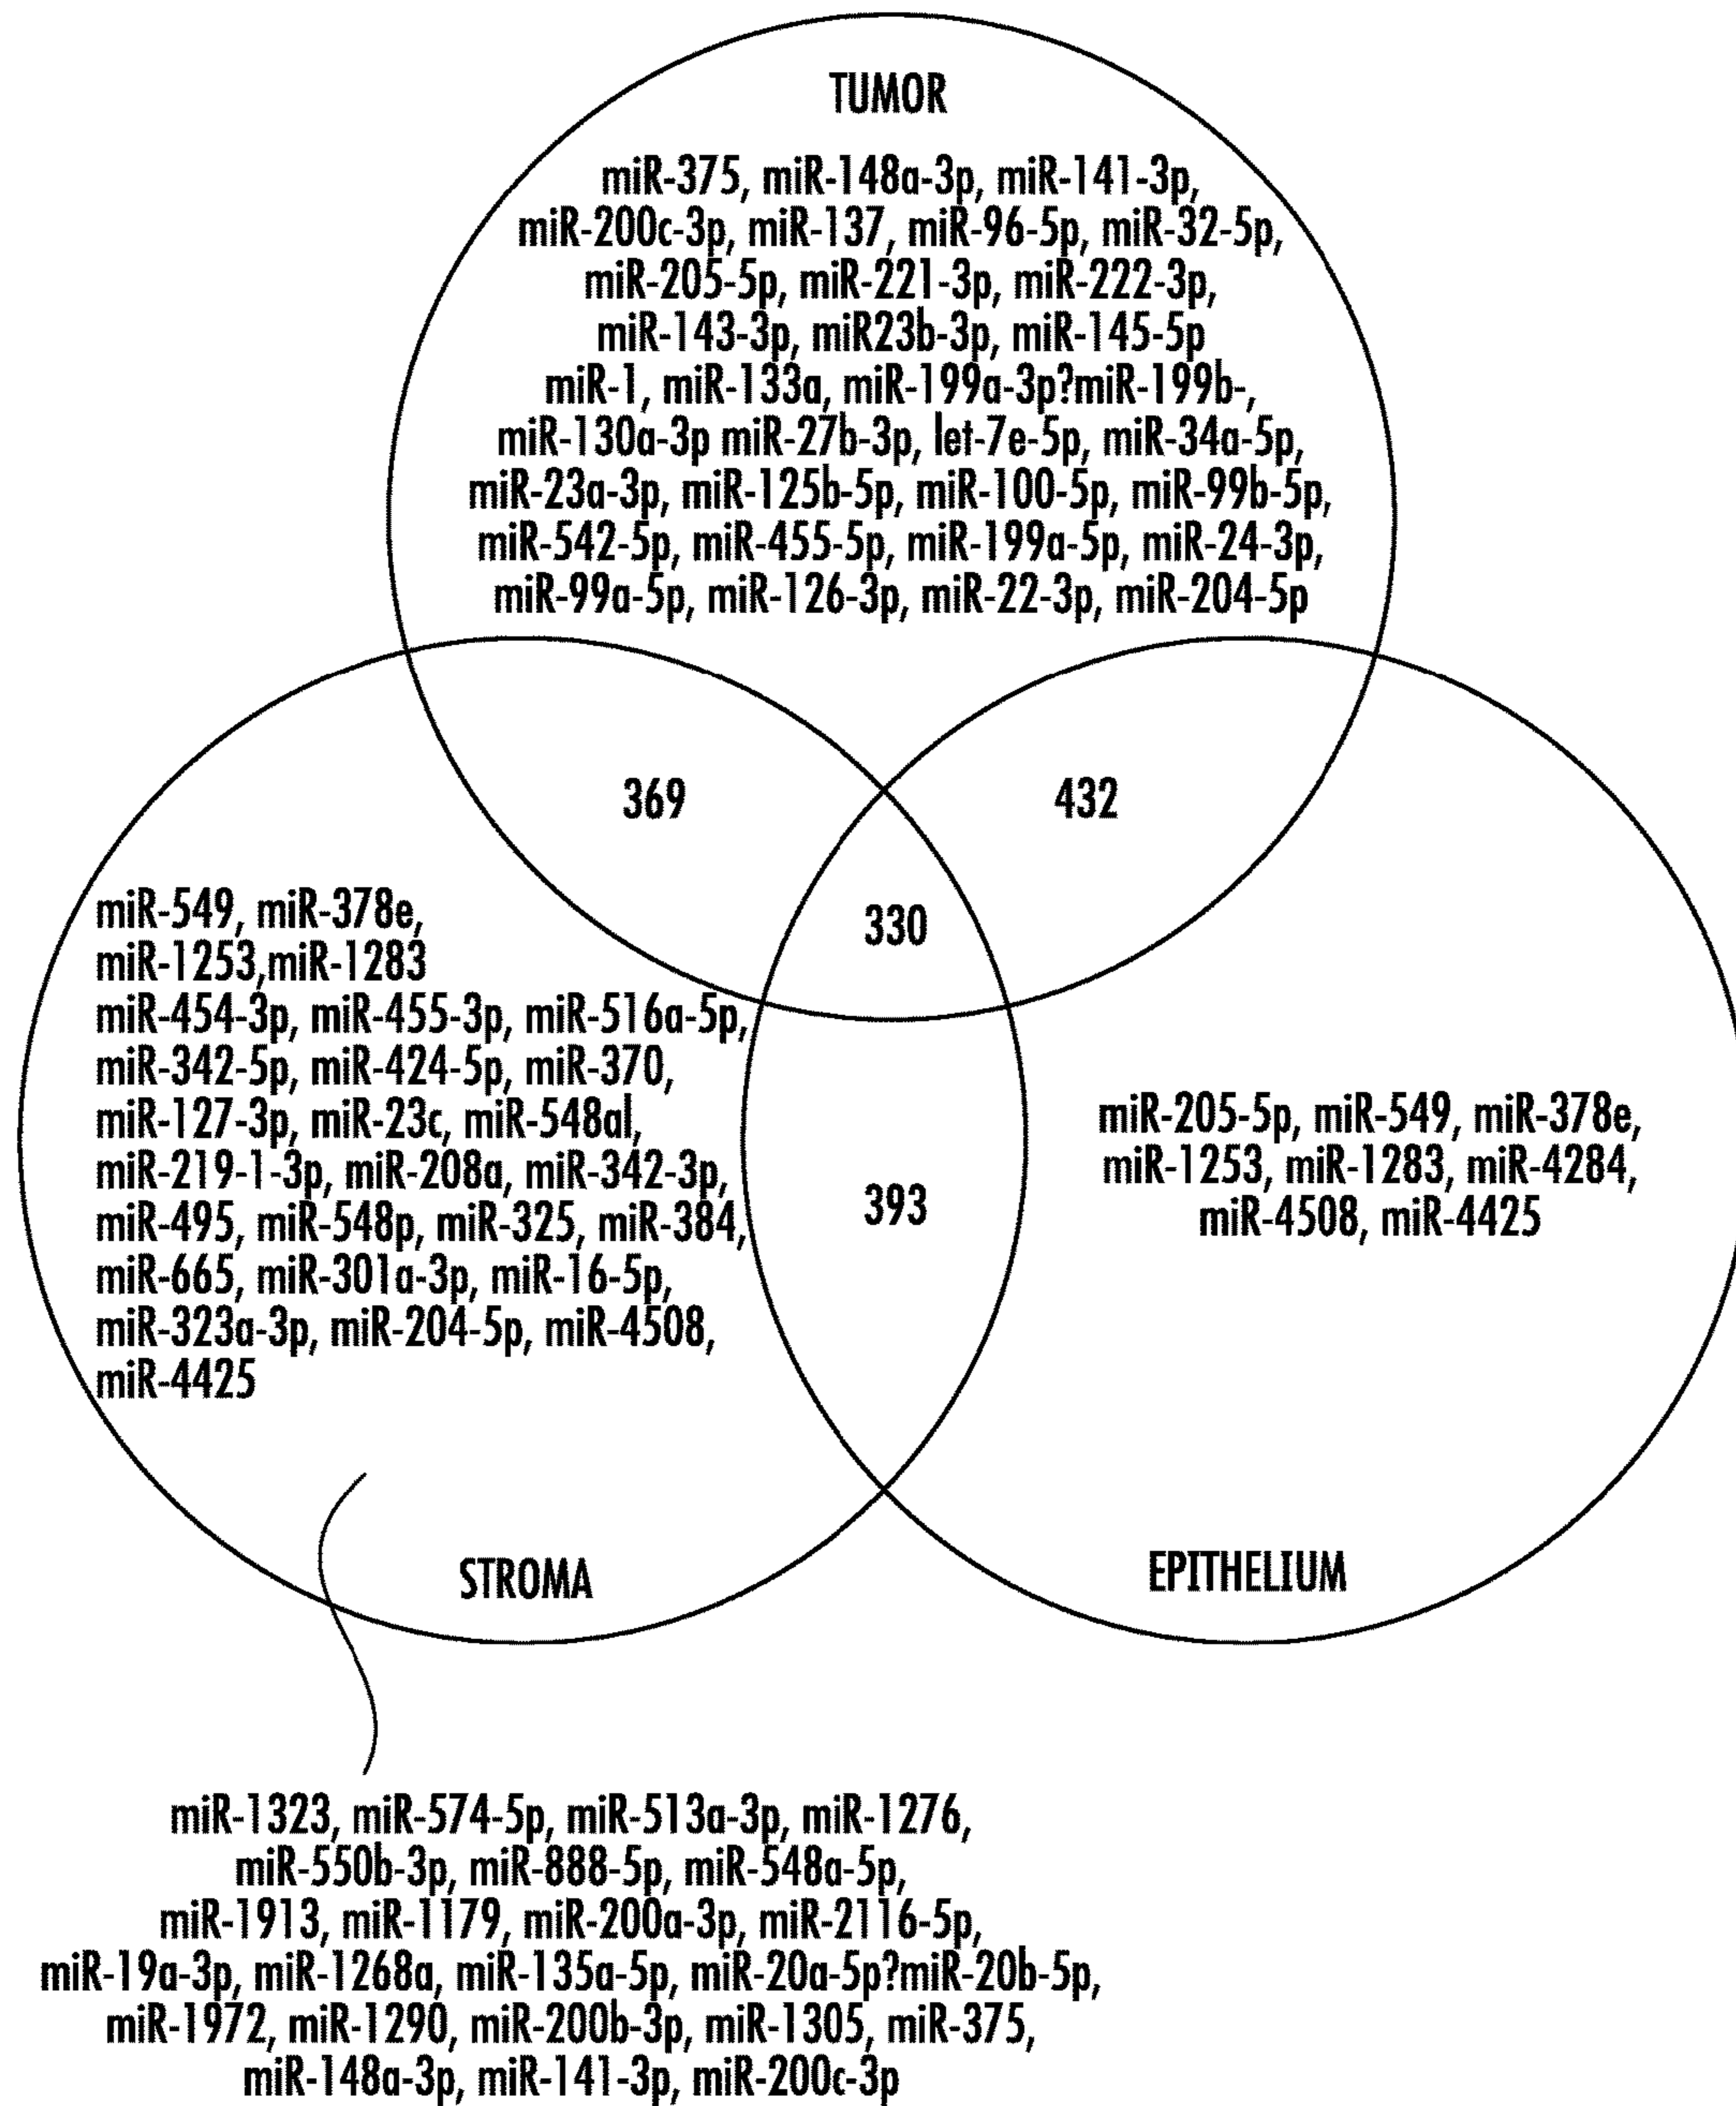 TUMOR
miR-375, miR-148a-3p, miR-141-3p,
miR-200c-3p, miR-137, miR-96-5p, miR-32-5p,
miR-205-5p, miR-221-3p, miR-222-3p,
miR-143-3p, miR23b-3p, miR-145-5p
miR-1, miR-133a, miR-199a-3p?miR-199b-,
miR-130a-3p miR-27b-3p, let-7e-5p, miR-34a-5p,
miR-23a-3p, miR-125b-5p, miR-100-5p, miR-99b-5p,
miR-542-5p, miR-455-5p, miR-199a-5p, miR-24-3p,
miR-99a-5p, miR-126-3p, miR-22-3p, miR-204-5p
369
432
330
miR-549, miR-378e,
miR-1253,miR-1283
miR-454-3p, miR-455-3p, miR-516a-5p,
miR-342-5p, miR-424-5p, miR-370,
miR-127-3p, miR-23c, miR-548al,
miR-219-1-3p, miR-208a, miR-342-3p,
miR-495, miR-548p, miR-325, miR-384,
miR-665, miR-301a-3p, miR-16-5p,
miR-323a-3p, miR-204-5p, miR-4508,
miR-4425
393
miR-205-5p, miR-549, miR-378e,
miR-1253, miR-1283, miR-4284,
miR-4508, miR-4425
STROMA
EPITHELIUM
miR-1323, miR-574-5p, miR-513a-3p, miR-1276,
miR-550b-3p, miR-888-5p, miR-548a-5p,
miR-1913, miR-1179, miR-200a-3p, miR-2116-5p,
miR-19a-3p, miR-1268a, miR-135a-5p, miR-20a-5p?miR-20b-5p,
miR-1972, miR-1290, miR-200b-3p, miR-1305, miR-375,
miR-148a-3p, miR-141-3p, miR-200c-3p